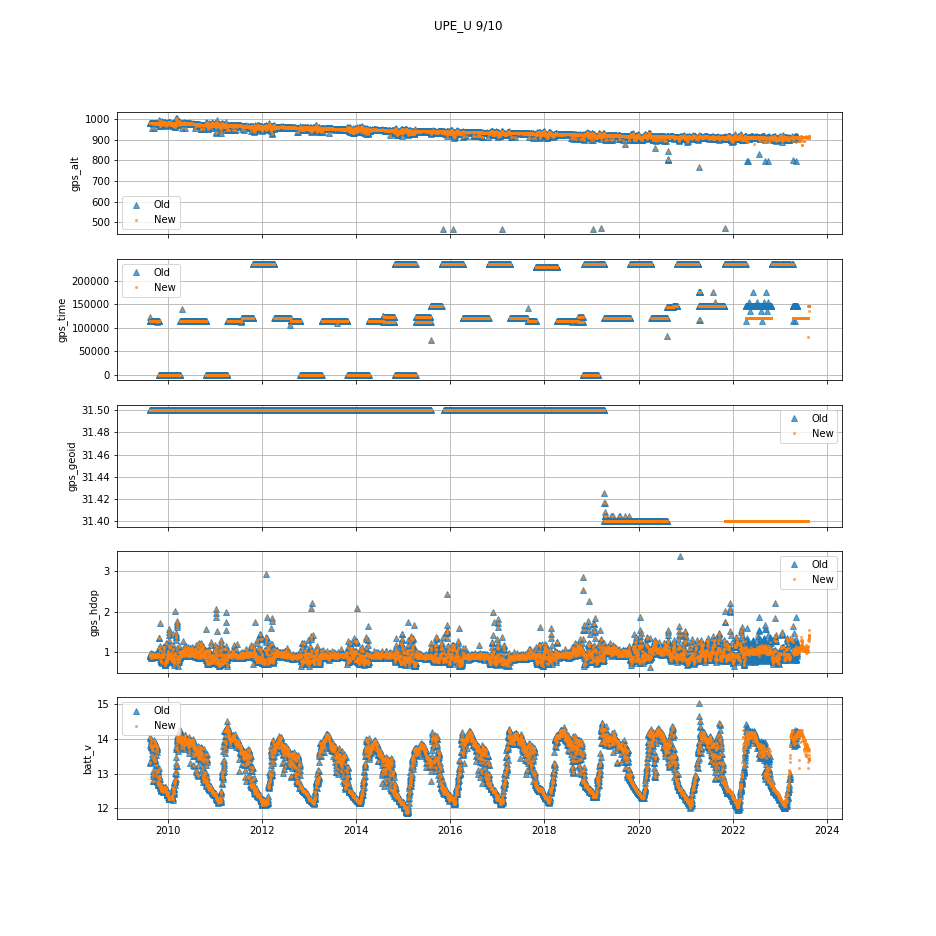 UPE_U 9/10
1000
900
800
700
600
500
gps_alt
Old
New
200000
150000
100000
50000
0
gps_time
Old
New
31.50
31.48
31.46
31.44
31.42
31.40
gps_geoid
Old
New
3
2
1
gps_hdop
Old
New
15
14
13
12
batt_v
Old
New
2010 2012 2014 2016 2018 2020 2022 2024